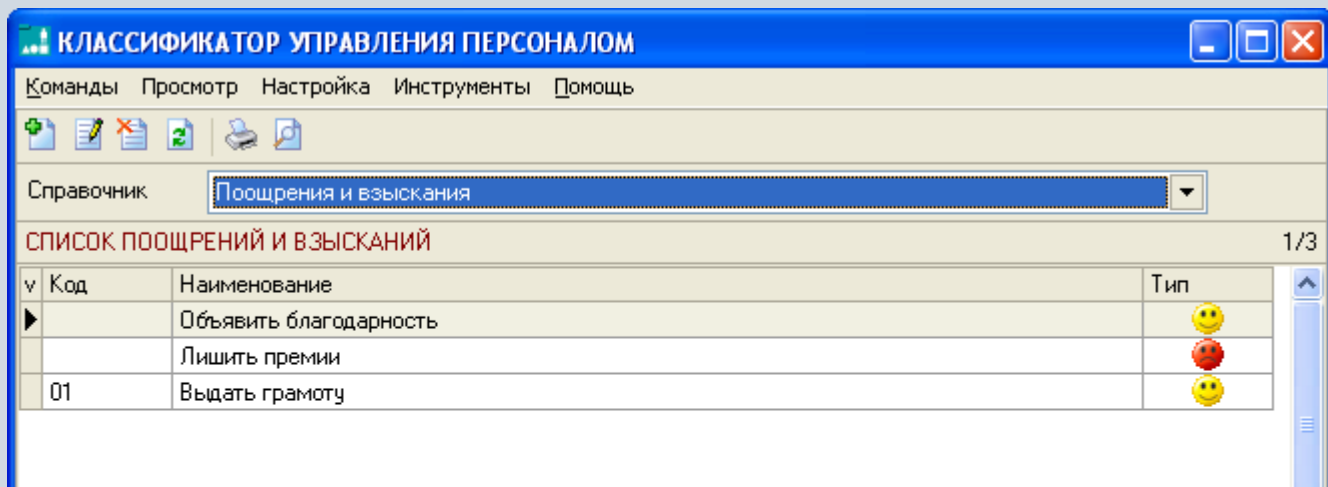 КЛАССИФИКАТОР УПРАВЛЕНИЯ ПЕРСОНАЛОМ
Команды Просмотр Настройка Инструменты Помощь
Справочник Поощрения и взыскания
СПИСОК ПООЩРЕНИЙ И ВЗЫСКАНИЙ 1/3
v Код Наименование Тип
Объявить благодарность
Лишить премии
01 Выдать грамоту